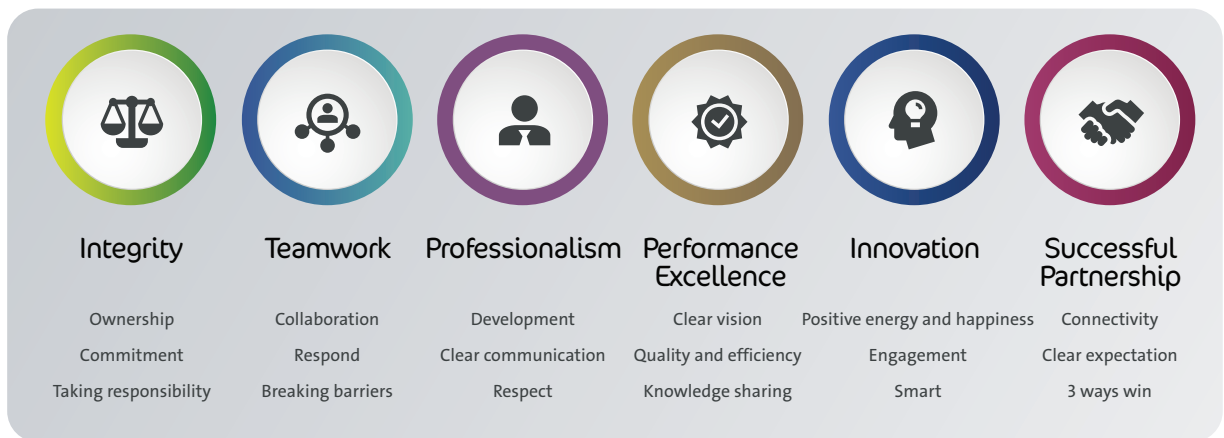 Integrity
Ownership
Commitment
Taking responsibility
Teamwork
Collaboration
Respond
Breaking barriers
Professionalism
Development
Clear communication
Respect
Performance
Excellence
Clear vision
Quality and efficiency
Knowledge sharing
Innovation
Positive energy and happiness
Engagement
Smart
Successful
Partnership
Connectivity
Clear expectation
3 ways win